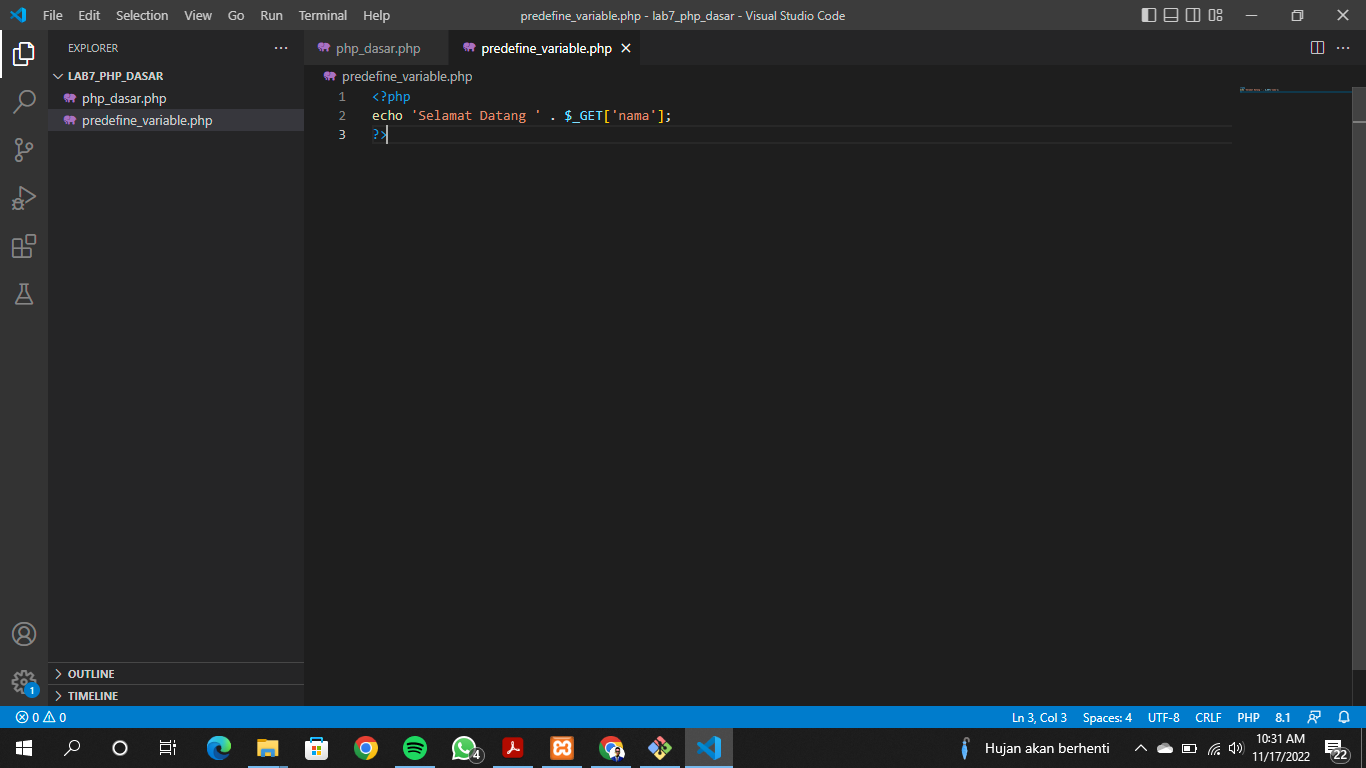 File Edit Selection View Go Run Terminal Help predefine_variable.php - lab7_php_dasar - Visual Studio Code
EXPLORER
LAB7_PHP_DASAR
php_dasar.php
predefine_variable.php
OUTLINE
TIMELINE
php_dasar.php predefine_variable.php
predefine_variable.php
1 <?php
2 echo 'Selamat Datang ' . $_GET['nama'];
3 ?>
1
0 0 Ln 3, Col 3 Spaces: 4 UTF-8 CRLF PHP 8.1
4 Hujan akan berhenti 10:31 AM
11/17/2022 22